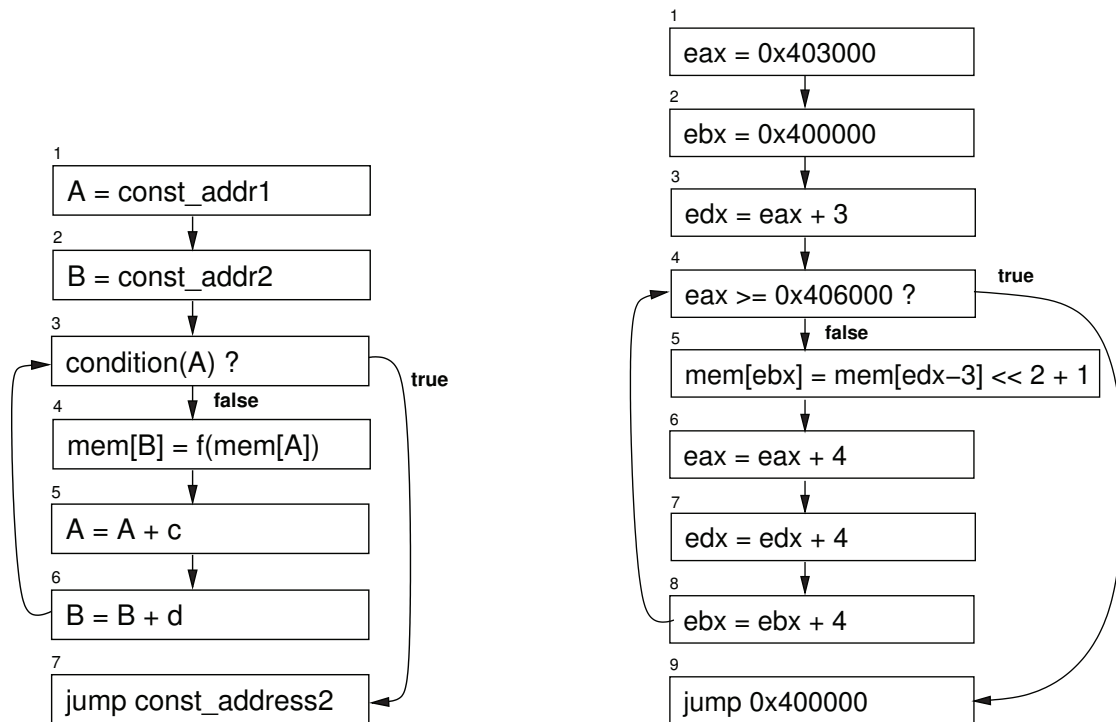 1
A = const_addr1
2
B = const_addr2
3
condition(A) ?
true
false
4
mem[B] = f(mem[A])
5
A = A + c
6
B = B + d
7
jump const_address2
1
eax = 0x403000
2
ebx = 0x400000
3
edx = eax + 3
4
eax >= 0x406000 ?
true
false
5
mem[ebx] = mem[edx−3] << 2 + 1
6
eax = eax + 4
7
edx = edx + 4
8
ebx = ebx + 4
9
jump 0x400000